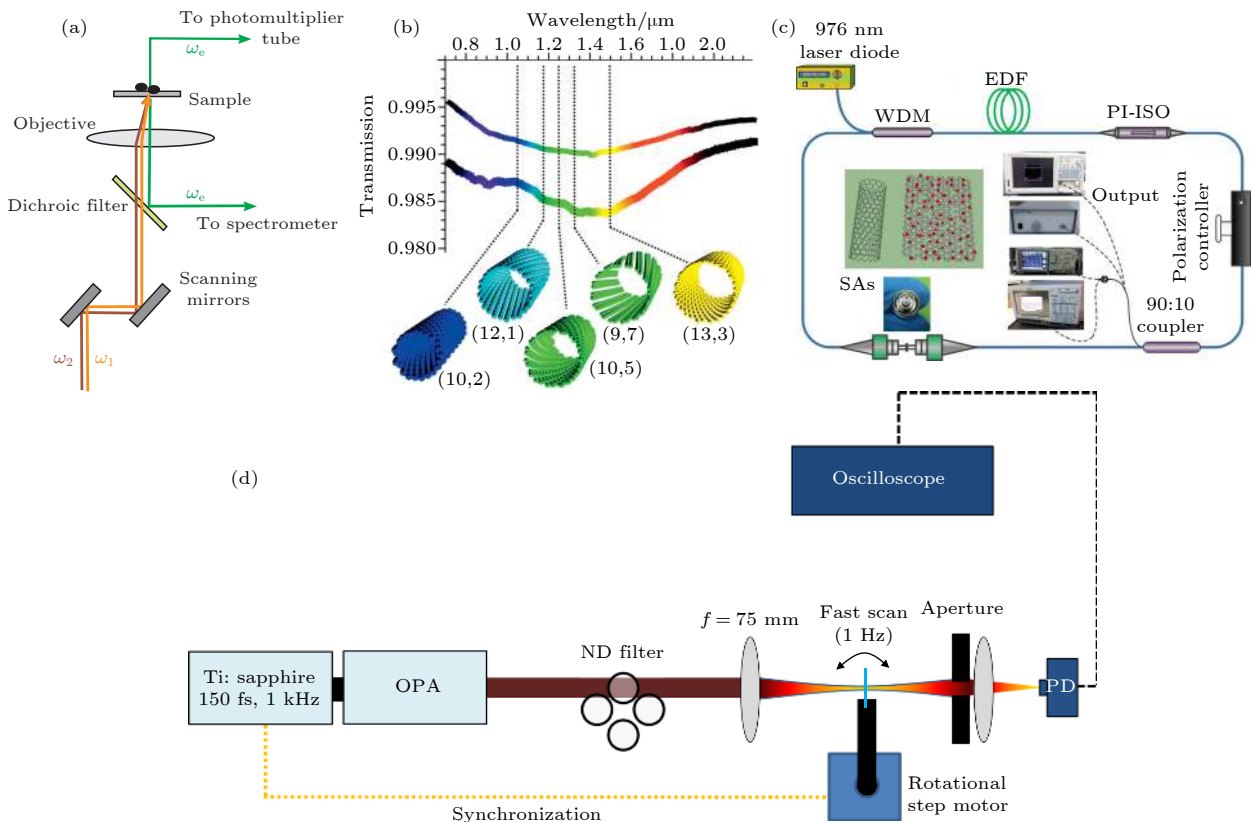 (a)
To photomultiplier
tube
ωe
Sample
Objective
Dichroic filter
ωe
To spectrometer
Scanning
mirrors
ω2
ω1
(b)
Wavelength/μm
0.8 1.0 1.2 1.4 1.6 2.0
Transmission
0.995
0.990
0.985
0.980
(12,1)
(9,7)
(13,3)
(10,2)
(10,5)
(c)
976 nm
laser diode
EDF
WDM
PI-ISO
Output
Polarization
controller
SAs
90:10
coupler
(d)
Oscilloscope
Ti: sapphire
150 fs, 1 kHz
OPA
ND filter
f = 75 mm
Fast scan
(1 Hz)
Aperture
PD
Rotational
step motor
Synchronization